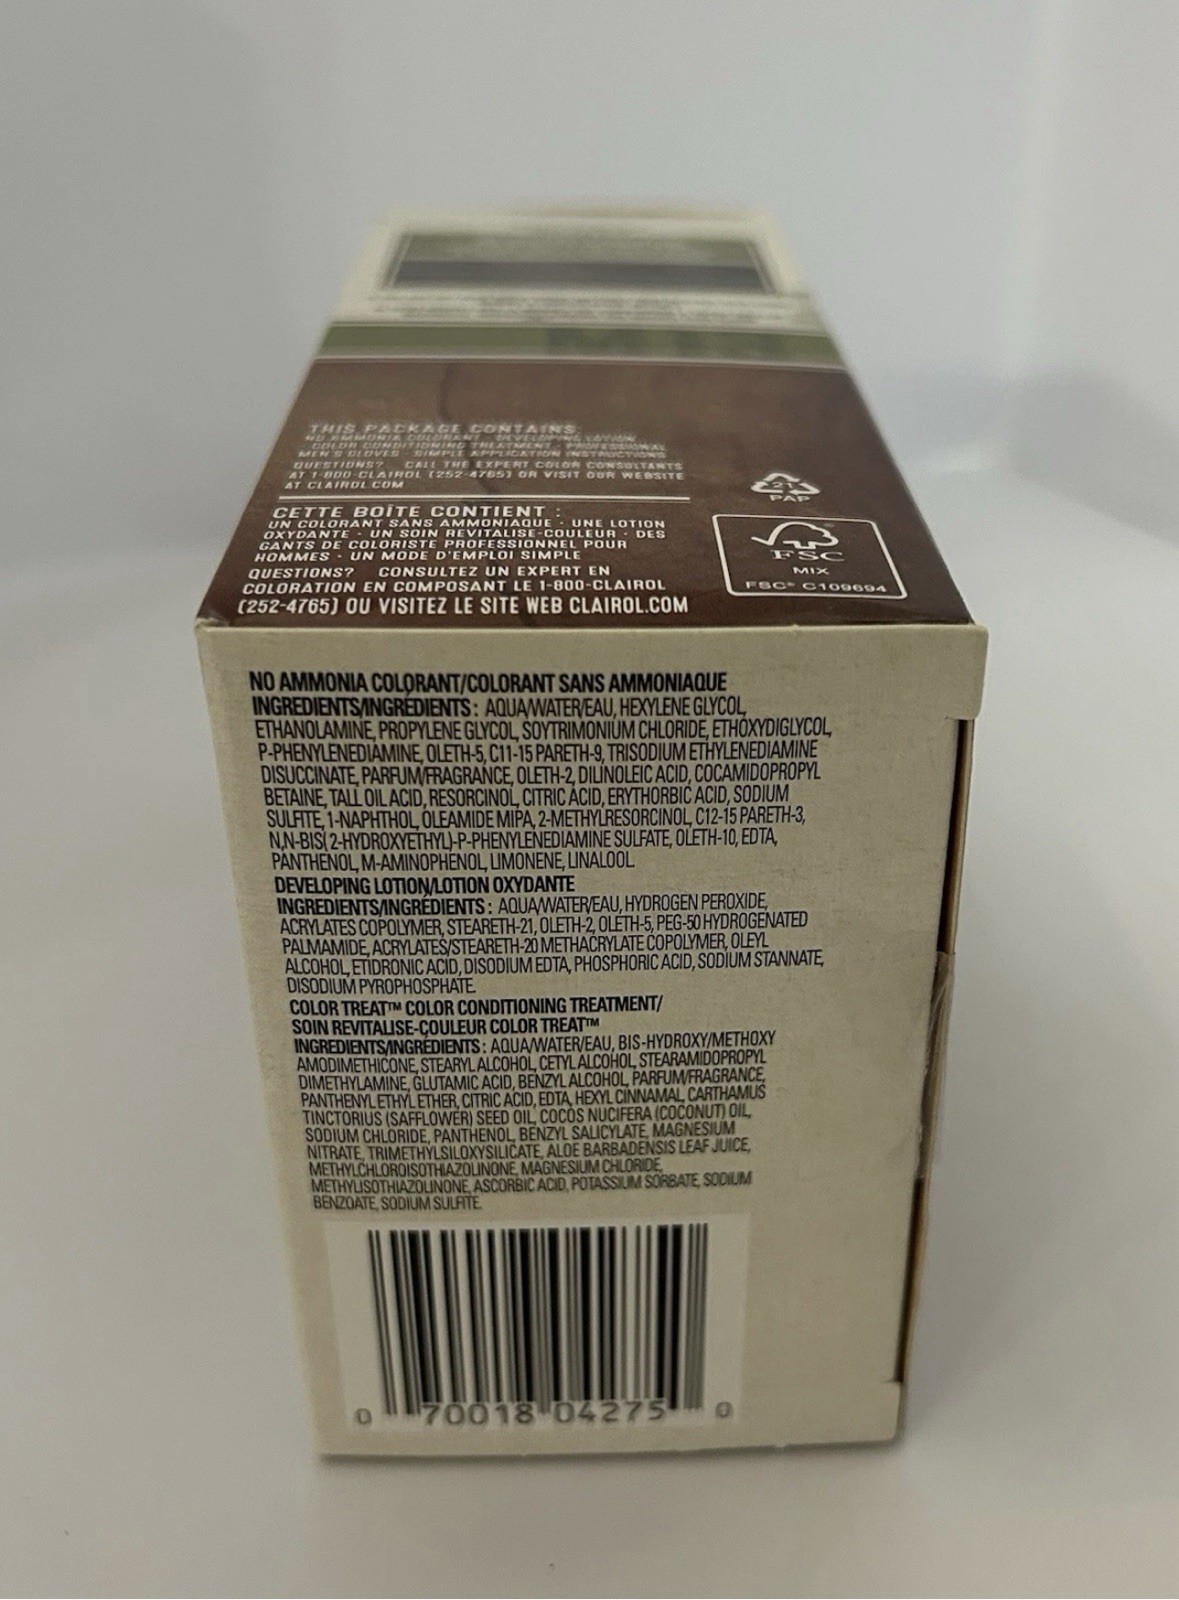 THIS PACKAGE CONTAINS:
NO AMMONIA COLORANT · DEVELOPING LOTION
· COLOR CONDITIONING TREATMENT · PROFESSIONAL
MEN'S GLOVES · SIMPLE APPLICATION INSTRUCTIONS
QUESTIONS? CALL THE EXPERT COLOR CONSULTANTS
AT 1-800-CLAIROL (252-4765) OR VISIT OUR WEBSITE
AT CLAIROL.COM
CETTE BOÎTE CONTIENT :
UN COLORANT SANS AMMONIAQUE · UNE LOTION
OXYDANTE · UN SOIN REVITALISE-COULEUR · DES
GANTS DE COLORISTE PROFESSIONNEL POUR
HOMMES · UN MODE D'EMPLOI SIMPLE
QUESTIONS? CONSULTEZ UN EXPERT EN
COLORATION EN COMPOSANT LE 1-800-CLAIROL
(252-4765) OU VISITEZ LE SITE WEB CLAIROL.COM
21
PAP
FSC
MIX
FSC® C109694
NO AMMONIA COLORANT/COLORANT SANS AMMONIAQUE
INGREDIENTS/INGRÉDIENTS : AQUA/WATER/EAU, HEXYLENE GLYCOL,
ETHANOLAMINE, PROPYLENE GLYCOL, SOYTRIMONIUM CHLORIDE, ETHOXYDIGLYCOL,
P-PHENYLENEDIAMINE, OLETH-5, C11-15 PARETH-9, TRISODIUM ETHYLENEDIAMINE
DISUCCINATE, PARFUM/FRAGRANCE, OLETH-2, DILINOLEIC ACID, COCAMIDOPROPYL
BETAINE, TALL OIL ACID, RESORCINOL, CITRIC ACID, ERYTHORBIC ACID, SODIUM
SULFITE, 1-NAPHTHOL, OLEAMIDE MIPA, 2-METHYLRESORCINOL, C12-15 PARETH-3,
N,N-BIS( 2-HYDROXYETHYL)-P-PHENYLENEDIAMINE SULFATE, OLETH-10, EDTA,
PANTHENOL, M-AMINOPHENOL, LIMONENE, LINALOOL.
DEVELOPING LOTION/LOTION OXYDANTE
INGREDIENTS/INGRÉDIENTS : AQUA/WATER/EAU, HYDROGEN PEROXIDE,
ACRYLATES COPOLYMER, STEARETH-21, OLETH-2, OLETH-5, PEG-50 HYDROGENATED
PALMAMIDE, ACRYLATES/STEARETH-20 METHACRYLATE COPOLYMER, OLEYL
ALCOHOL, ETIDRONIC ACID, DISODIUM EDTA, PHOSPHORIC ACID, SODIUM STANNATE,
DISODIUM PYROPHOSPHATE.
COLOR TREAT™ COLOR CONDITIONING TREATMENT/
SOIN REVITALISE-COULEUR COLOR TREAT™
INGREDIENTS/INGRÉDIENTS : AQUA/WATER/EAU, BIS-HYDROXY/METHOXY
AMODIMETHICONE, STEARYL ALCOHOL, CETYL ALCOHOL, STEARAMIDOPROPYL
DIMETHYLAMINE, GLUTAMIC ACID, BENZYL ALCOHOL, PARFUM/FRAGRANCE,
PANTHENYL ETHYL ETHER, CITRIC ACID, EDTA, HEXYL CINNAMAL, CARTHAMUS
TINCTORIUS (SAFFLOWER) SEED OIL, COCOS NUCIFERA (COCONUT) OIL,
SODIUM CHLORIDE, PANTHENOL, BENZYL SALICYLATE, MAGNESIUM
NITRATE, TRIMETHYLSILOXYSILICATE, ALOE BARBADENSIS LEAF JUICE,
METHYLCHLOROISOTHIAZOLINONE, MAGNESIUM CHLORIDE,
METHYLISOTHIAZOLINONE, ASCORBIC ACID, POTASSIUM SORBATE, SODIUM
BENZOATE, SODIUM SULFITE.
0 70018 04275 0